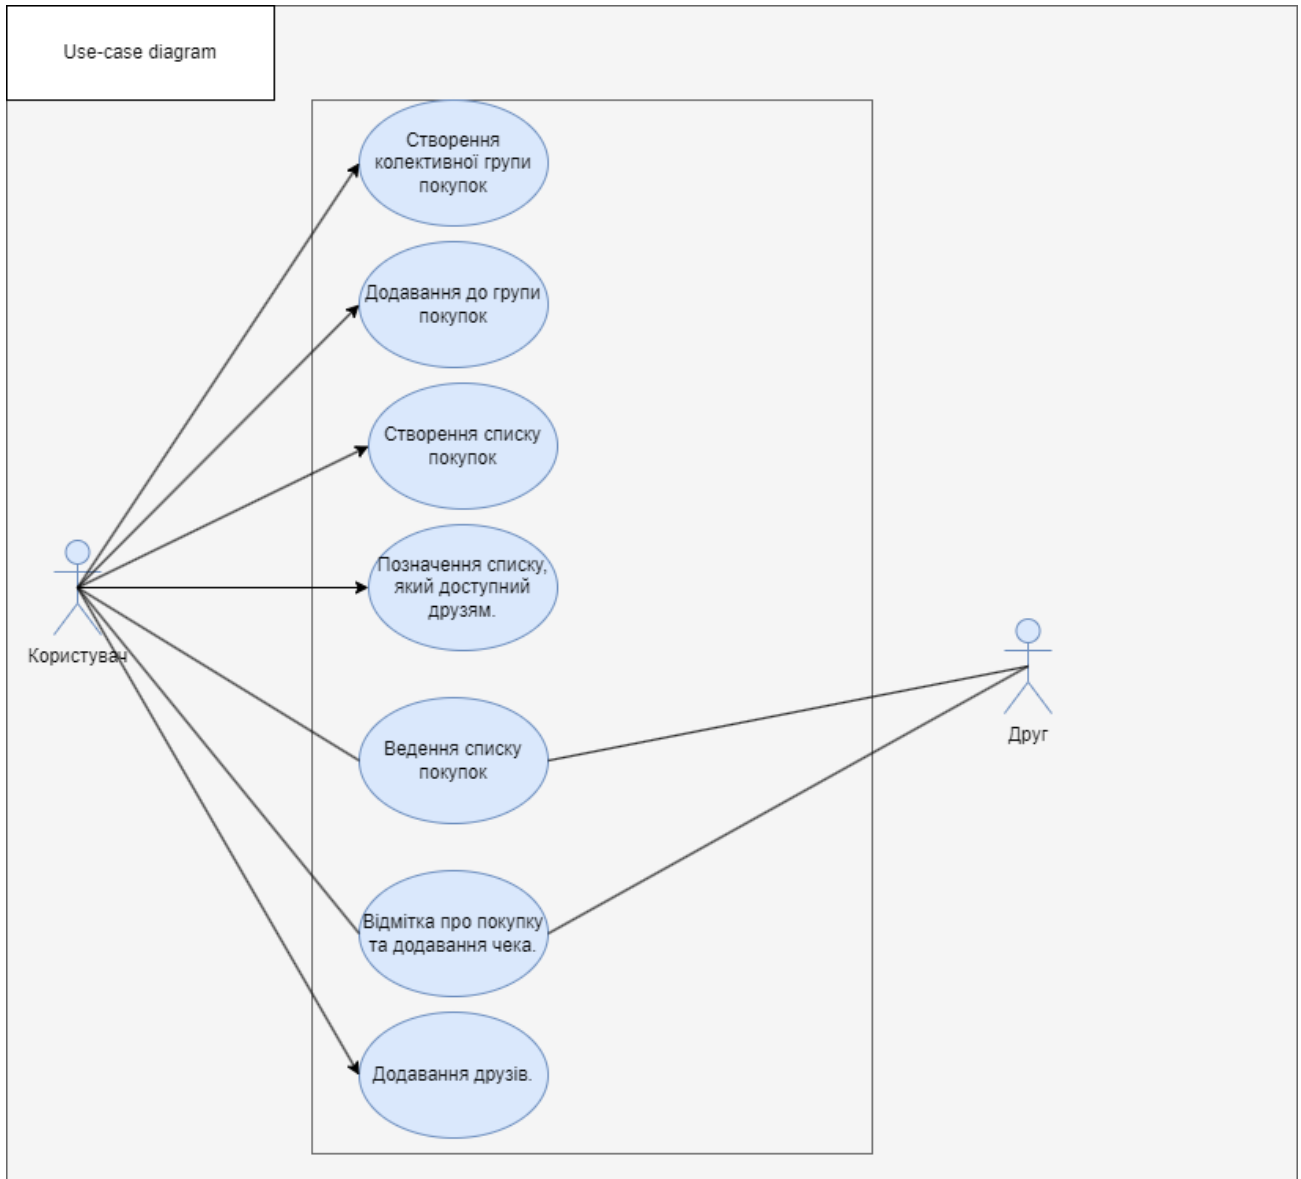 Use-case diagram
Створення
колективної групи
покупок
Додавання до групи
покупок
Створення списку
покупок
Позначення списку,
який доступний
друзям.
Користувач
Друг
Ведення списку
покупок
Відмітка про покупку
та додавання чека.
Додавання друзів.